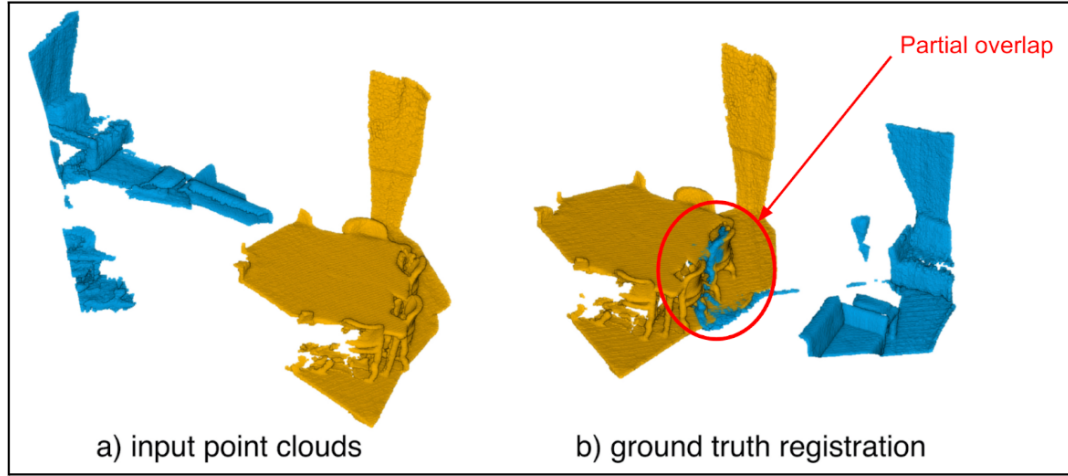 Partial overlap
a) input point clouds
b) ground truth registration